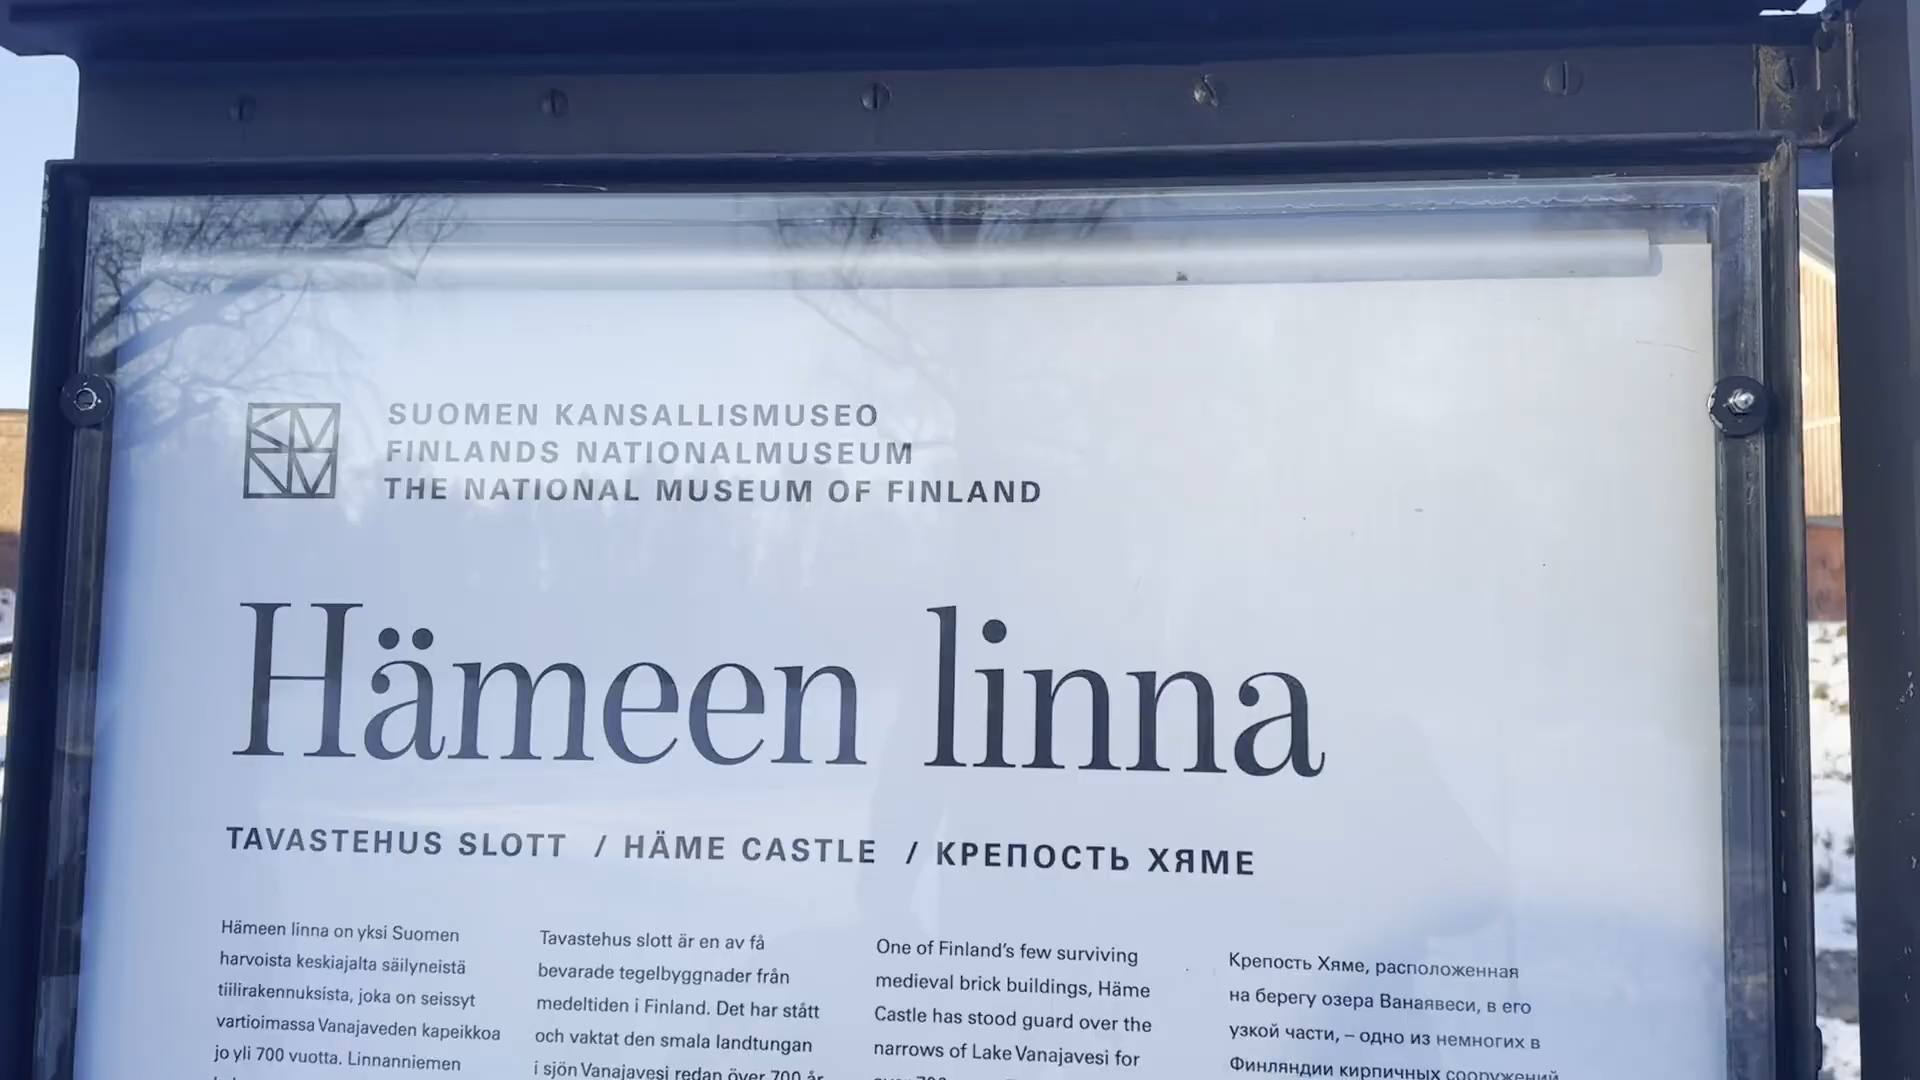 SUOMEN KANSALLISMUSEO
FINLANDS NATIONALMUSEUM
THE NATIONAL MUSEUM OF FINLAND
Hämeen linna
TAVASTEHUS SLOTT / HÄME CASTLE / КРЕПОСТЬ ХЯМЕ
Hämeen linna on yksi Suomen
harvoista keskiajalta säilyneistä
tiilirakennuksista, joka on seissyt
vartioimassa Vanajaveden kapeikkoa
jo yli 700 vuotta. Linnanniemen
Tavastehus slott är en av få
bevarade tegelbyggnader från
medeltiden i Finland. Det har stått
och vaktat den smala landtungan
i sjön Vanajavesi redan över 700 år
One of Finland's few surviving
medieval brick buildings, Häme
Castle has stood guard over the
narrows of Lake Vanajavesi for
Крепость Хяме, расположенная
на берегу озера Ванаявеси, в его
узкой части, – одно из немногих в
Финляндии кирпичных сооружений